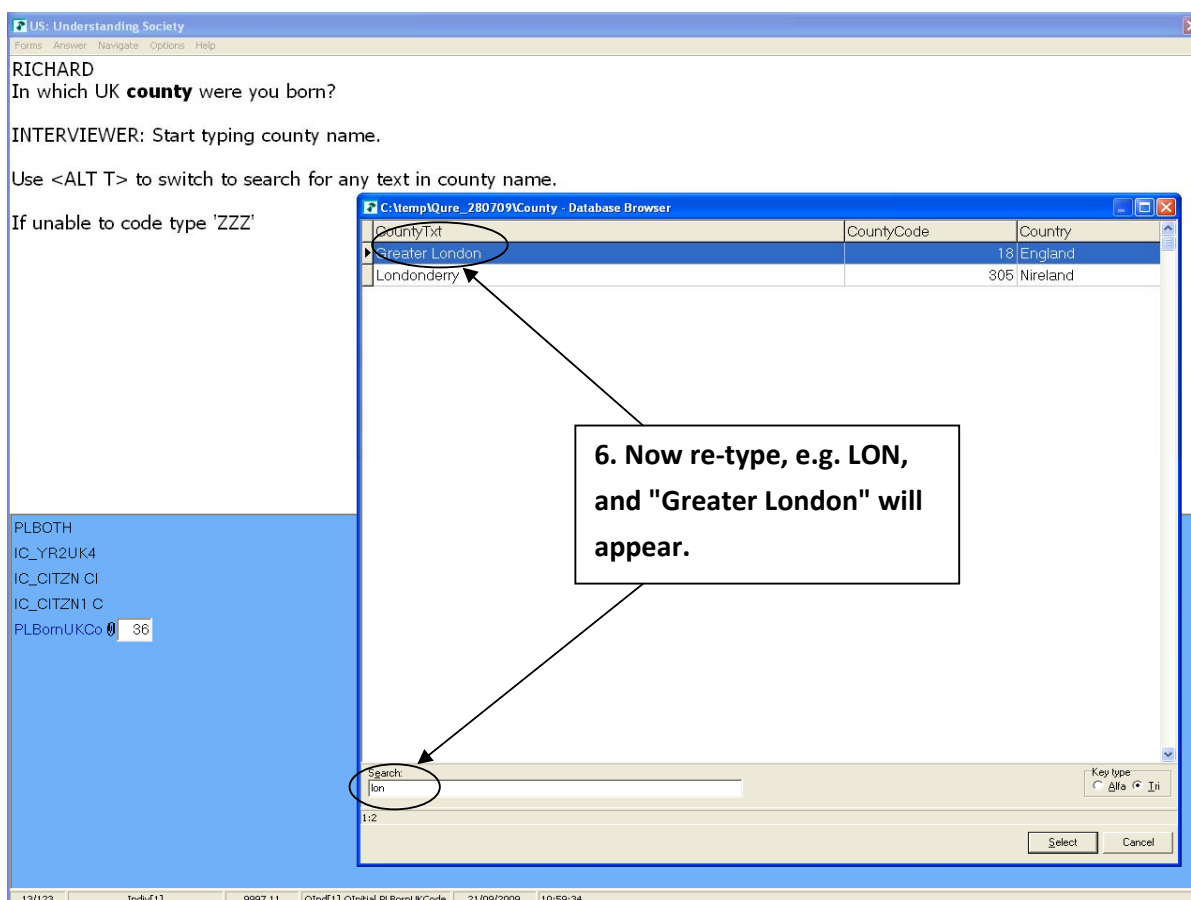 US: Understanding Society
Forms Answer Navigate Options Help
RICHARD
In which UK county were you born?
INTERVIEWER: Start typing county name.
Use <ALT T> to switch to search for any text in county name.
If unable to code type 'ZZZ'
C:\temp\Qure_280709\County - Database Browser
CountyTxt CountyCode Country
Greater London 18 England
Londonderry 305 Nireland
6. Now re-type, e.g. LON,
and "Greater London" will
appear.
PLBOTH
IC_YR2UK4
IC_CITZN CI
IC_CITZN1 C
PLBornUKCo 36
Search:
lon
Key type
Alfa Tri
1:2
Select Cancel
13/123 Indiv[1] 9997.11 QInd[1].QInitial.PLBornUKCode 21/09/2009 10:59:34